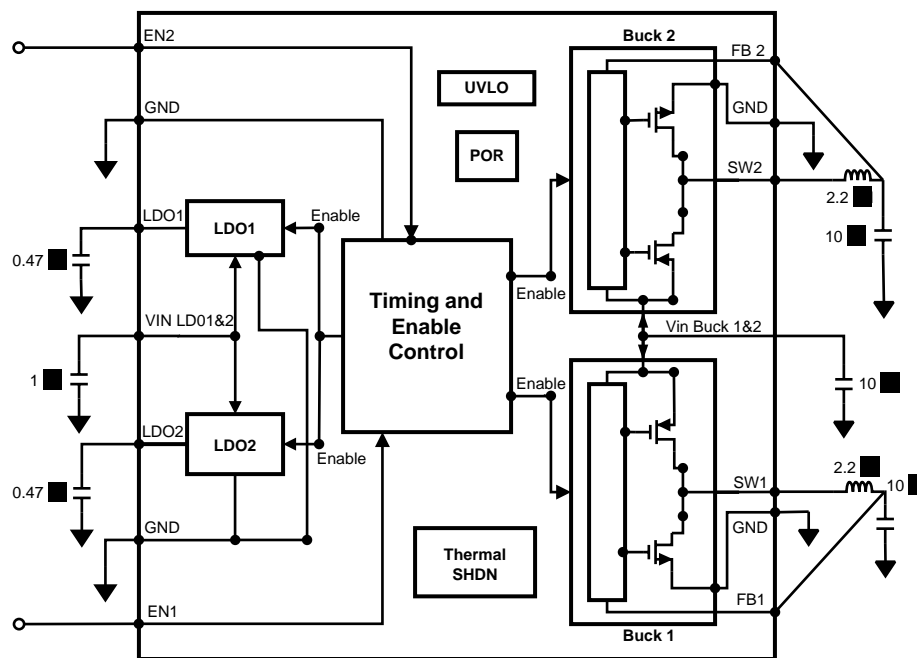 EN2
Buck 2
FB 2
UVLO
GND
GND
POR
SW2
2.2
LDO1
LDO1
Enable
10
0.47
Timing and
Enable
Control
Enable
VIN LD01&2
Vin Buck 1&2
1
Enable
10
LDO2
LDO2
Enable
2.2
0.47
SW1
10
GND
GND
Thermal
SHDN
EN1
FB1
Buck 1